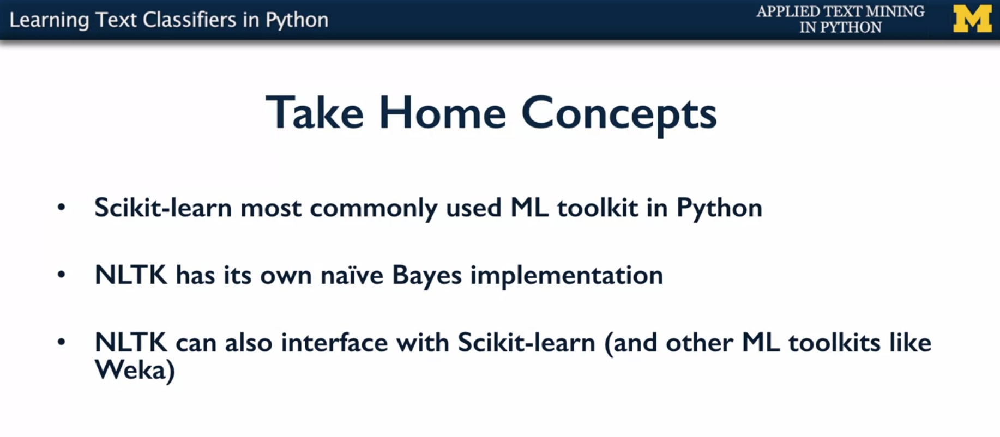 Learning Text Classifiers in Python
APPLIED TEXT MINING
IN PYTHON
M
Take Home Concepts
• Scikit-learn most commonly used ML toolkit in Python
• NLTK has its own naïve Bayes implementation
• NLTK can also interface with Scikit-learn (and other ML toolkits like
Weka)